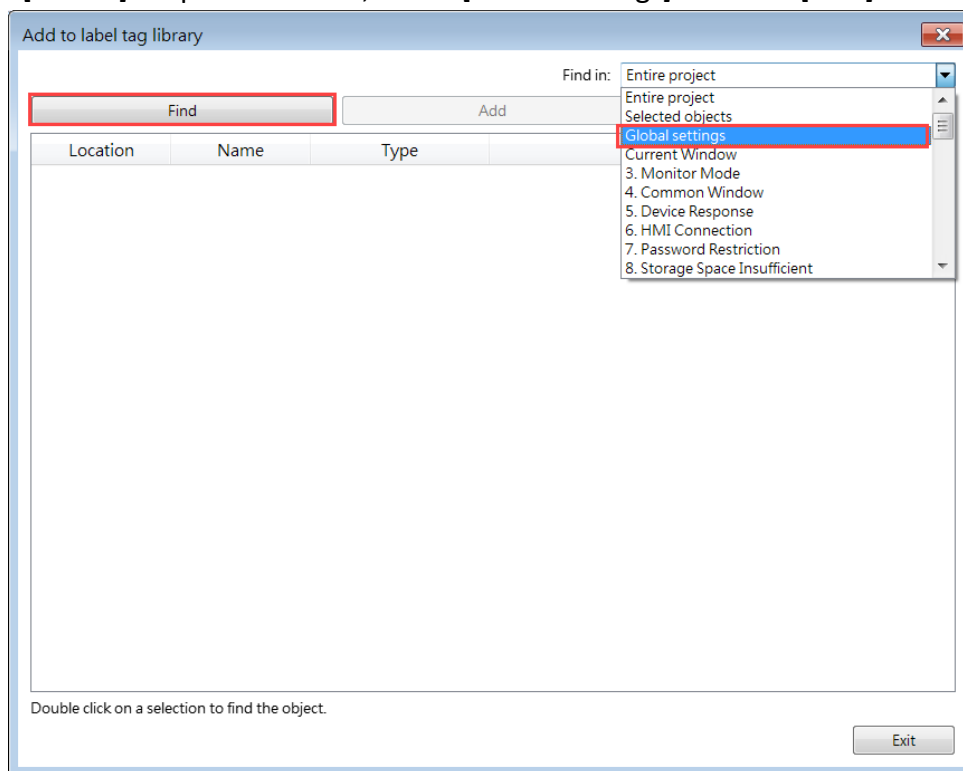 Add to label tag library
Find in: Entire project
Find Add
Entire project
Selected objects
Global settings
Current Window
3. Monitor Mode
4. Common Window
5. Device Response
6. HMI Connection
7. Password Restriction
8. Storage Space Insufficient
Location Name Type
Double click on a selection to find the object.
Exit